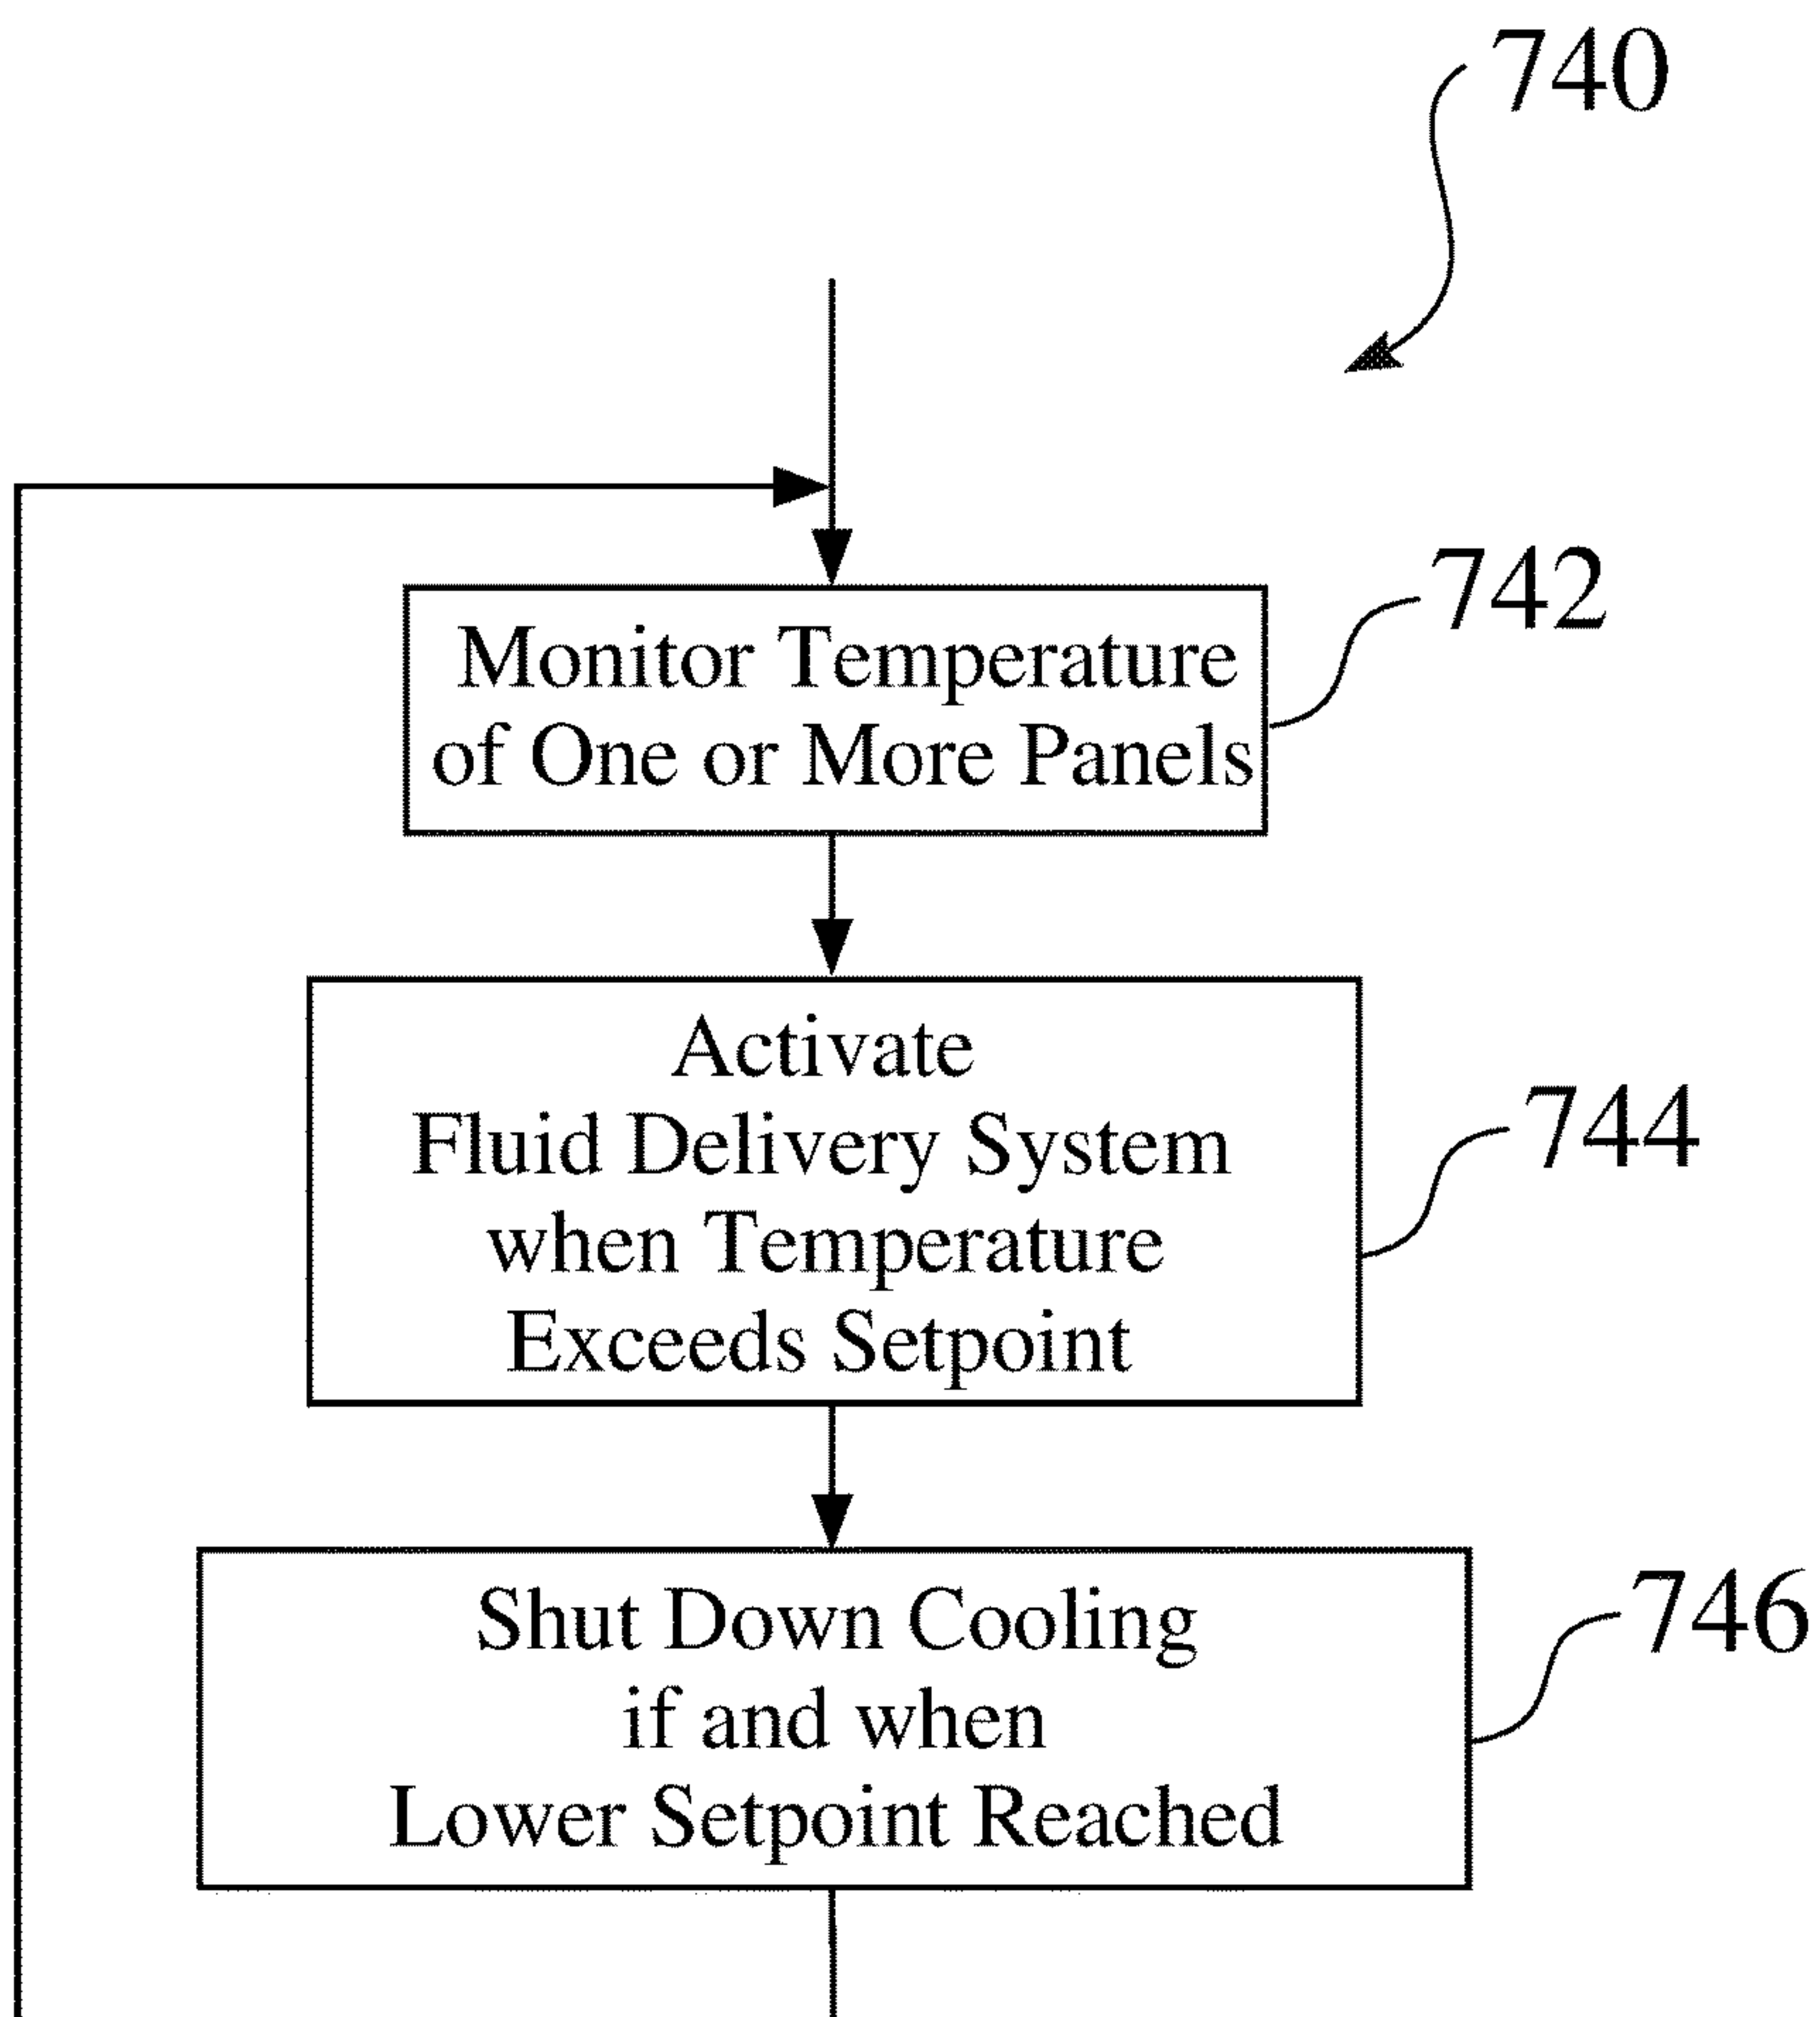 740
742
Monitor Temperature
of One or More Panels
744
Activate
Fluid Delivery System
when Temperature
Exceeds Setpoint
746
Shut Down Cooling
if and when
Lower Setpoint Reached